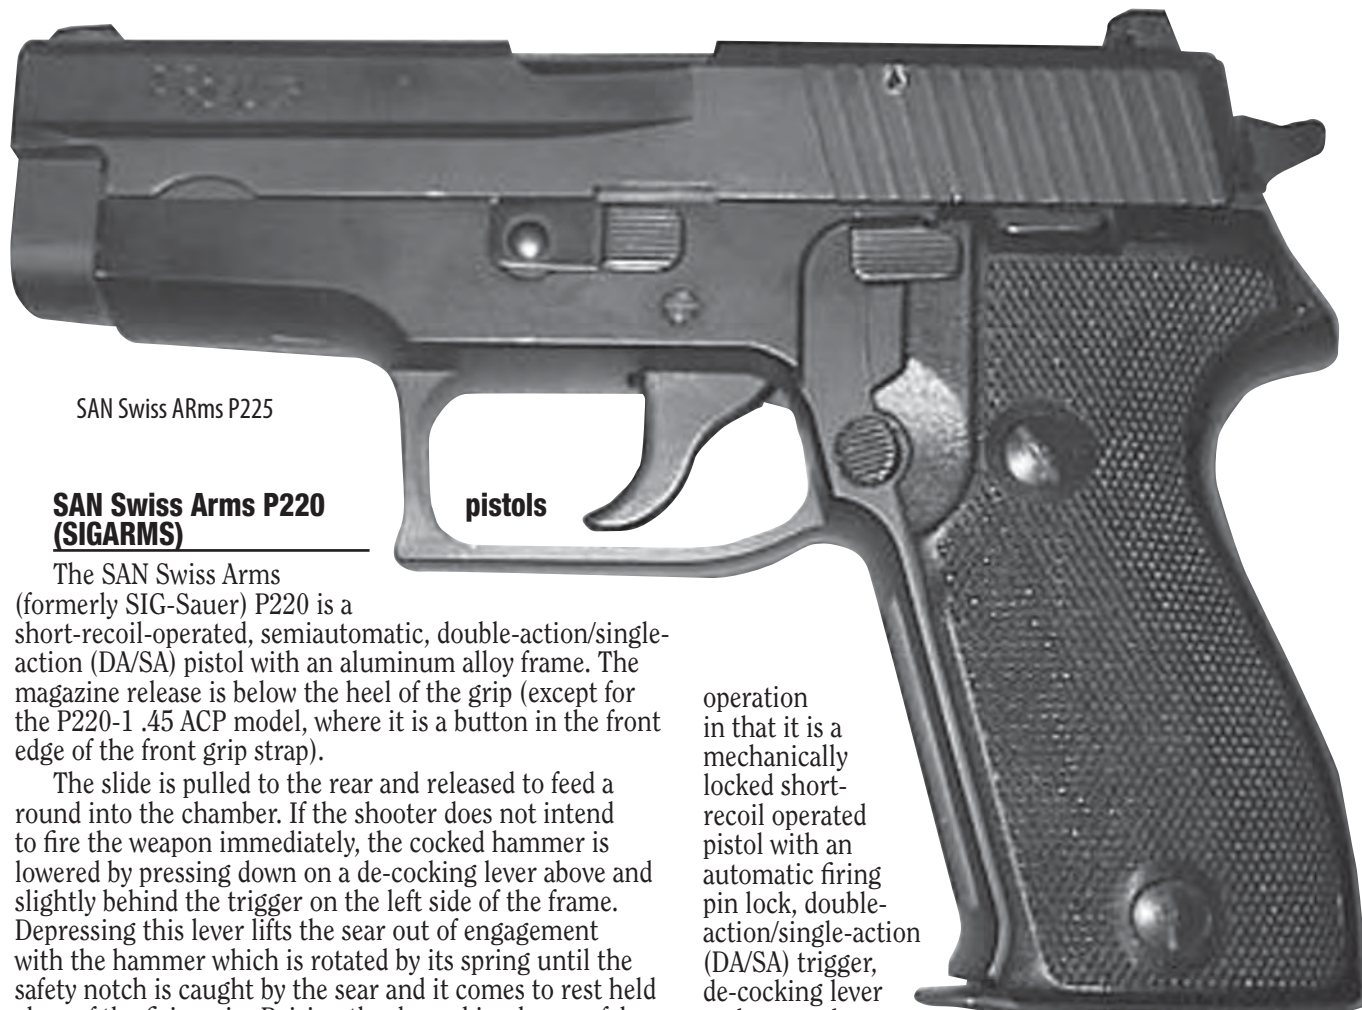 SAN Swiss ARms P225
SAN Swiss Arms P220
(SIGARMS)
pistols
The SAN Swiss Arms
(formerly SIG-Sauer) P220 is a
short-recoil-operated, semiautomatic, double-action/single-
action (DA/SA) pistol with an aluminum alloy frame. The
magazine release is below the heel of the grip (except for
the P220-1 .45 ACP model, where it is a button in the front
edge of the front grip strap).
The slide is pulled to the rear and released to feed a
round into the chamber. If the shooter does not intend
to fire the weapon immediately, the cocked hammer is
lowered by pressing down on a de-cocking lever above and
slightly behind the trigger on the left side of the frame.
Depressing this lever lifts the sear out of engagement
with the hammer which is rotated by its spring until the
safety notch is caught by the sear and it comes to rest held
operation
in that it is a
mechanically
locked short-
recoil operated
pistol with an
automatic firing
pin lock, double-
action/single-action
(DA/SA) trigger,
de-cocking lever